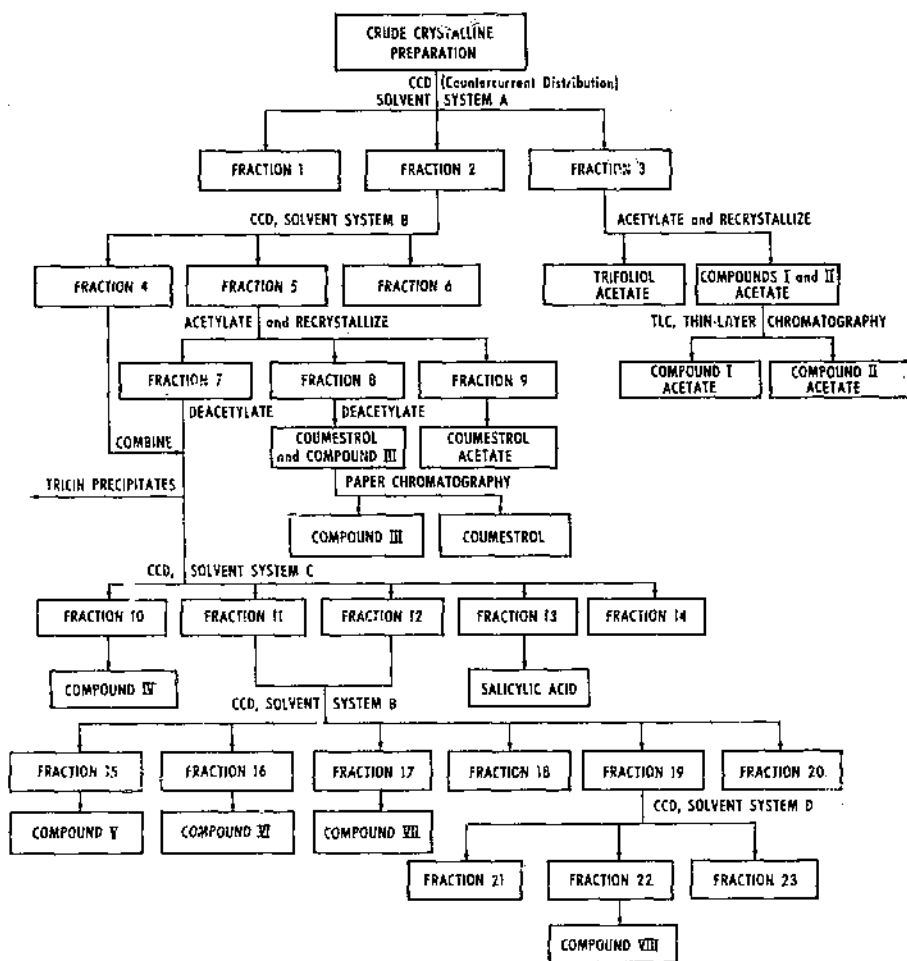 CRUDE CRYSTALLINE
PREPARATION
CCD (Countercurrent Distribution)
SOLVENT SYSTEM A
FRACTION 1
FRACTION 2
FRACTION 3
CCD, SOLVENT SYSTEM B
ACETYLATE and RECRYSTALLIZE
FRACTION 4
FRACTION 5
FRACTION 6
TRIFOLIOL
ACETATE
COMPOUNDS I and II
ACETATE
ACETYLATE and RECRYSTALLIZE
TLC, THIN-LAYER CHROMATOGRAPHY
FRACTION 7
FRACTION 8
FRACTION 9
COMPOUND I
ACETATE
COMPOUND II
ACETATE
DEACETYLATE
DEACETYLATE
COMBINE
COUMESTROL
and COMPOUND III
COUMESTROL
ACETATE
TRICIN PRECIPITATES
PAPER CHROMATOGRAPHY
COMPOUND III
COUMESTROL
CCD, SOLVENT SYSTEM C
FRACTION 10
FRACTION 11
FRACTION 12
FRACTION 13
FRACTION 14
COMPOUND IV
SALICYLIC ACID
CCD, SOLVENT SYSTEM B
FRACTION 15
FRACTION 16
FRACTION 17
FRACTION 18
FRACTION 19
FRACTION 20
COMPOUND V
COMPOUND VI
COMPOUND VII
CCD, SOLVENT SYSTEM D
FRACTION 21
FRACTION 22
FRACTION 23
COMPOUND VIII